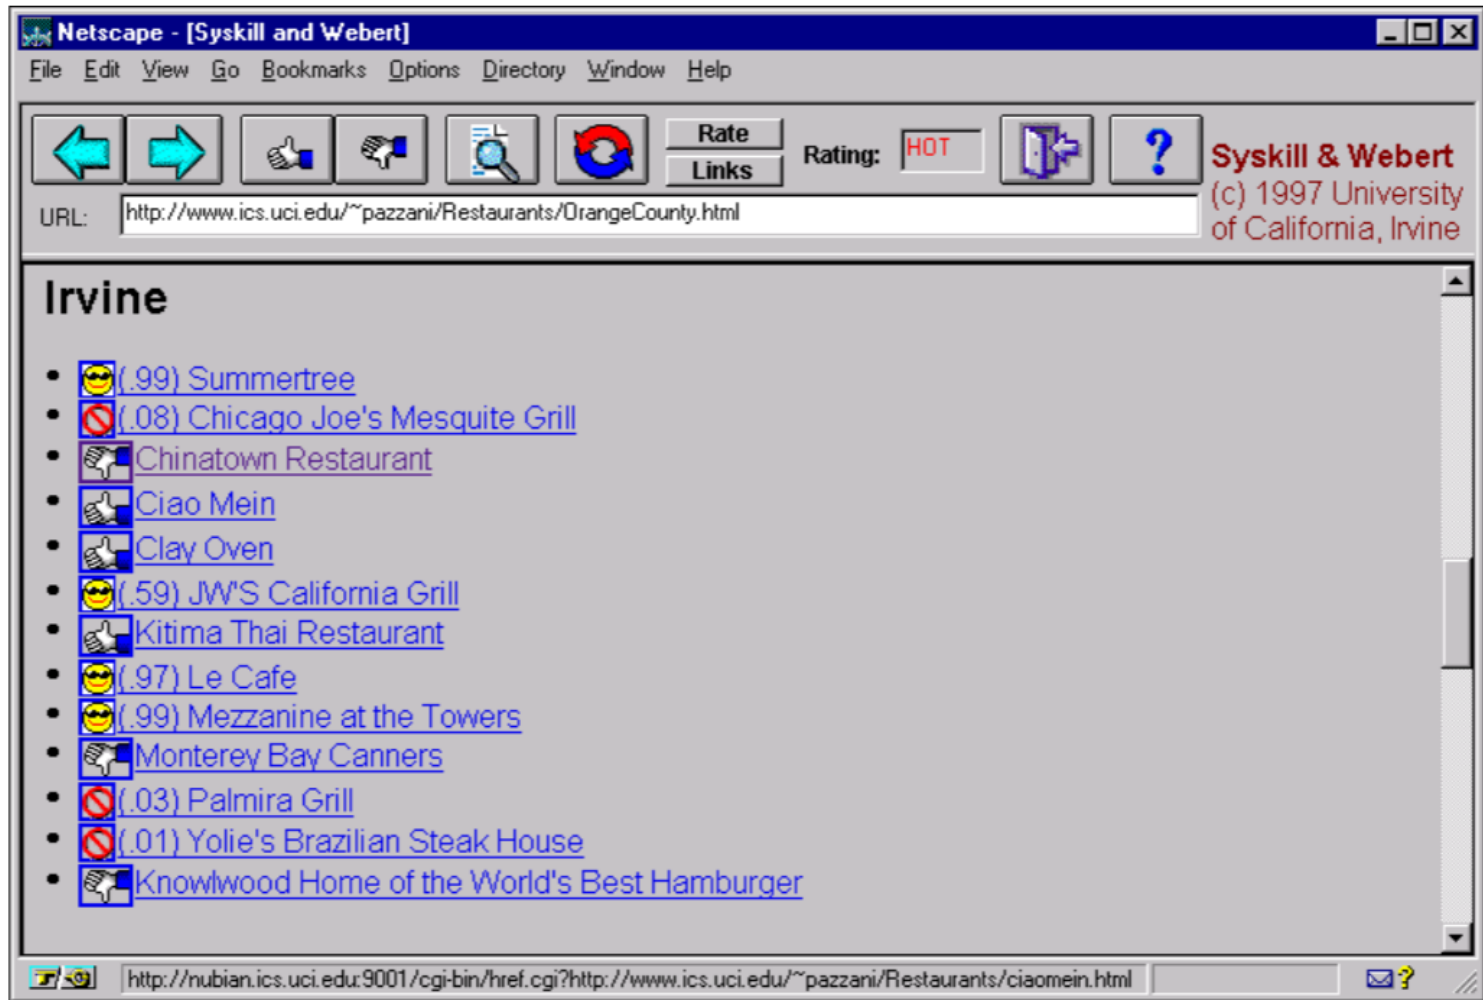 Netscape - [Syskill and Webert]
File Edit View Go Bookmarks Options Directory Window Help
Rate
Links
Rating: HOT
?
Syskill & Webert
(c) 1997 University
of California, Irvine
URL: http://www.ics.uci.edu/~pazzani/Restaurants/OrangeCounty.html
Irvine
• (.99) Summertree
• (.08) Chicago Joe's Mesquite Grill
• Chinatown Restaurant
• Ciao Mein
• Clay Oven
• (.59) JW'S California Grill
• Kitima Thai Restaurant
• (.97) Le Cafe
• (.99) Mezzanine at the Towers
• Monterey Bay Canners
• (.03) Palmira Grill
• (.01) Yolie's Brazilian Steak House
• Knowlwood Home of the World's Best Hamburger
http://nubian.ics.uci.edu:9001/cgi-bin/href.cgi?http://www.ics.uci.edu/~pazzani/Restaurants/ciaomein.html ?